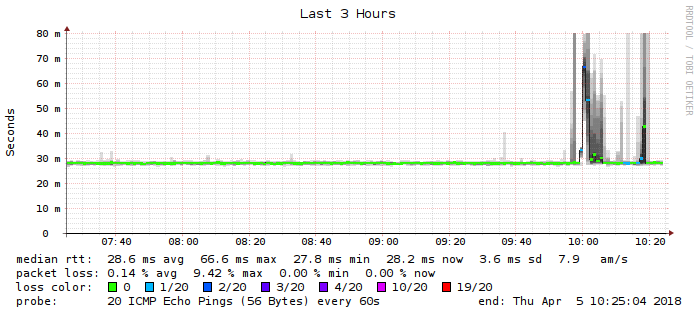 Last 3 Hours
RRDTOOL / TOBI OETIKER
Seconds
80 m
70 m
60 m
50 m
40 m
30 m
20 m
10 m
0
07:40 08:00 08:20 08:40 09:00 09:20 09:40 10:00 10:20
median rtt: 28.6 ms avg 66.6 ms max 27.8 ms min 28.2 ms now 3.6 ms sd 7.9 am/s
packet loss: 0.14 % avg 9.42 % max 0.00 % min 0.00 % now
loss color: 0 1/20 2/20 3/20 4/20 10/20 19/20
probe: 20 ICMP Echo Pings (56 Bytes) every 60s end: Thu Apr 5 10:25:04 2018